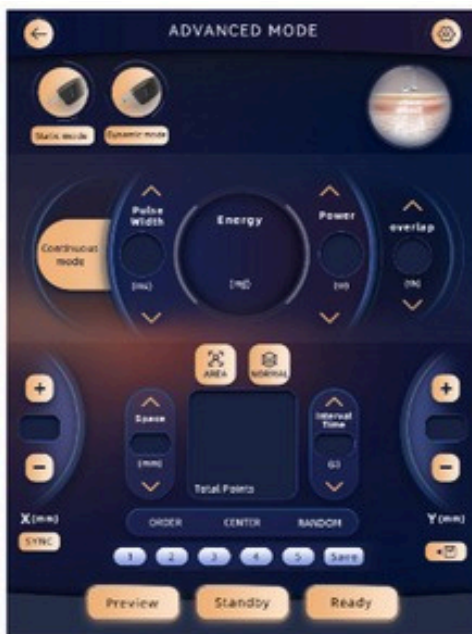 ADVANCED MODE
Static mode
Dynamic mode
Continuous mode
Pulse Width
(ms)
Energy
(mJ)
Power
(W)
overlap
(%)
AREA
NORMAL
Space
(mm)
Total Points
Interval Time
(S)
X(mm)
SYNC
Y(mm)
ORDER
CENTER
RANDOM
1
2
3
4
5
Save
Preview
Standby
Ready